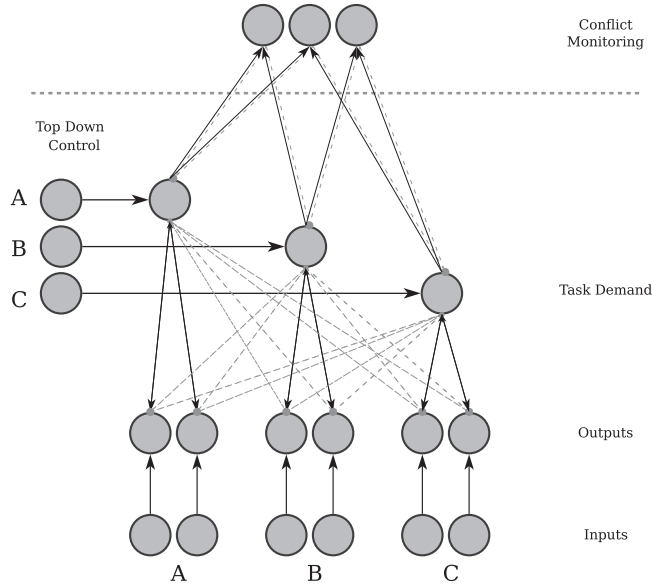 Conflict
Monitoring
Top Down
Control
A
B
C
Task Demand
Outputs
Inputs
A B C